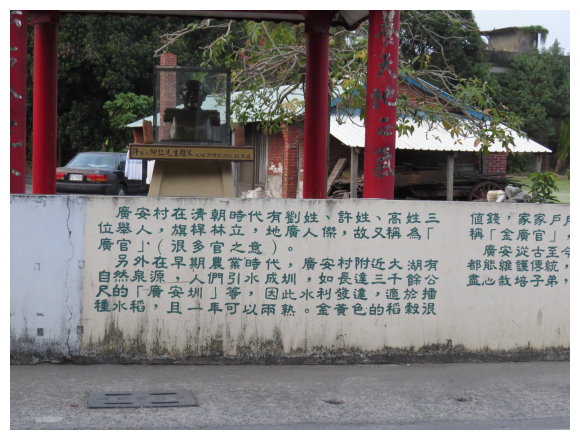 廣安村在清朝時代有劉姓、許姓、高姓三
位舉人，旗桿林立，地廣人傑，故又稱為「
廣官」，（很多官之意）。
另外在早期農業時代，廣安村附近大湖有
自然泉源，人們引水成圳，如長達三千餘公
尺的「廣安圳」等，因此水利發達，適於播
種水稻，且一年可以兩熟。金黃色的稻穀很
值錢，家家戶戶
稱「金廣官」，
廣安從古至今
都能維護傳統，
盡心栽培子弟，